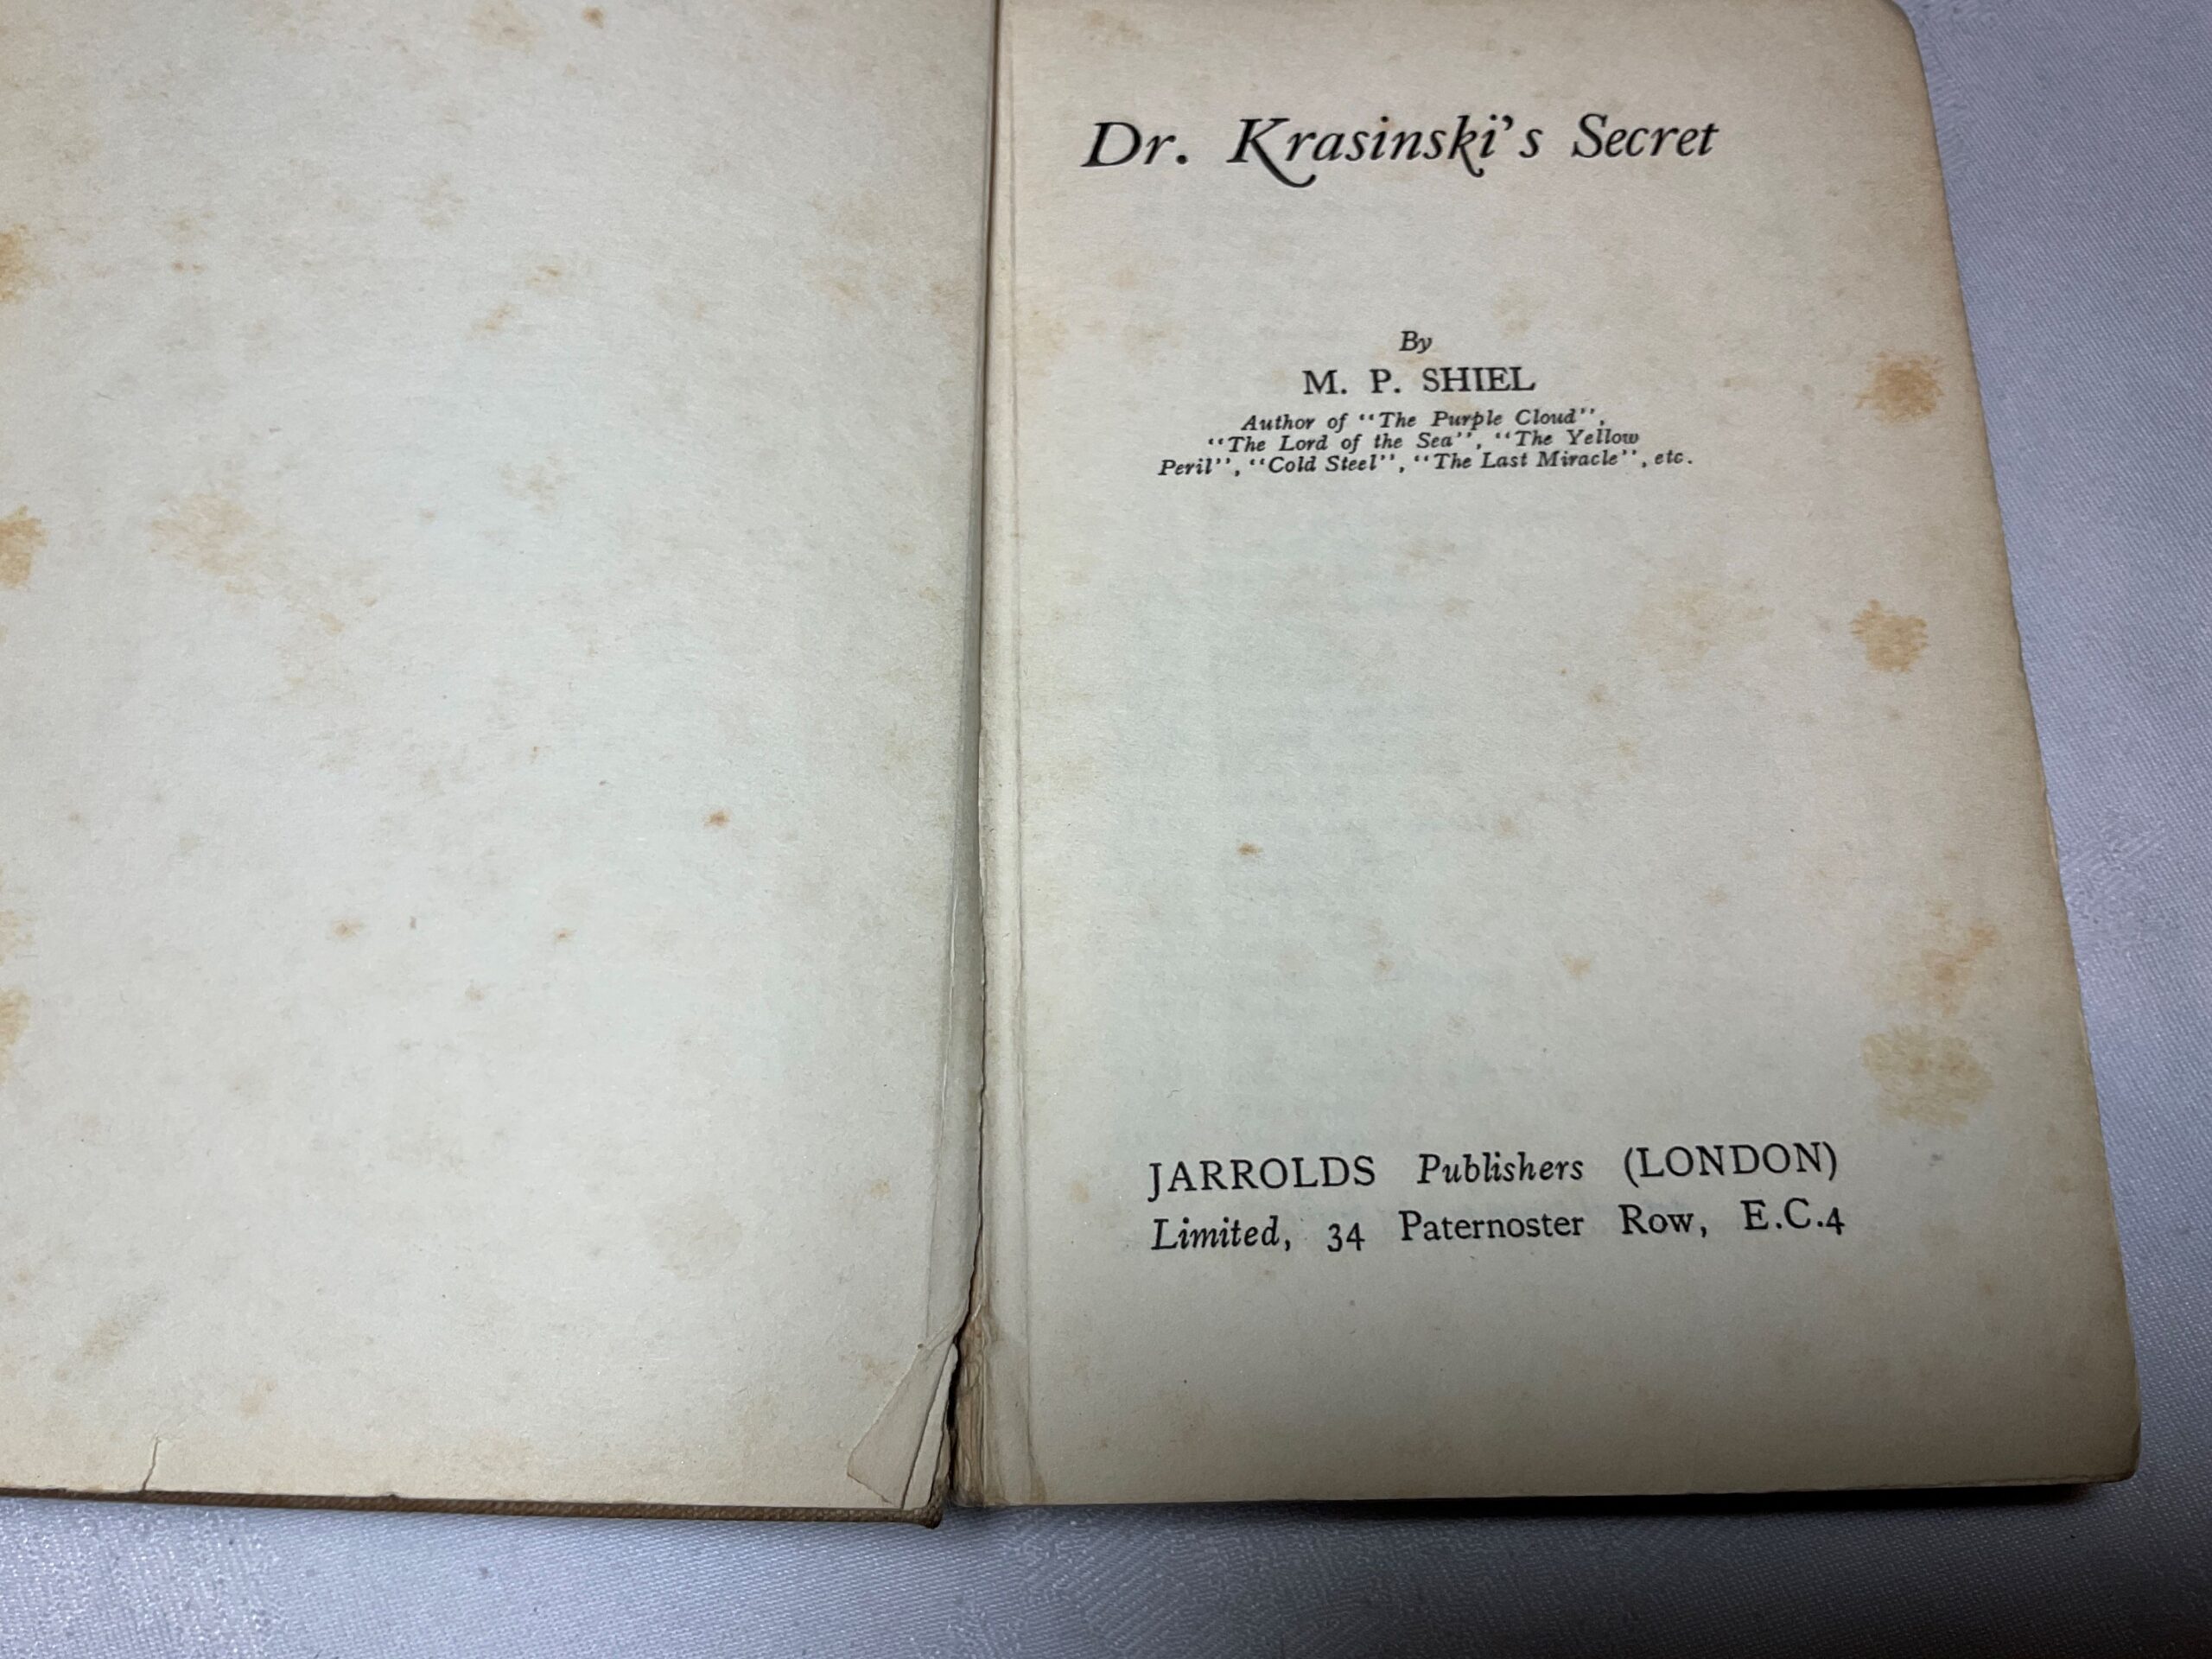 Dr. Krasinski's Secret
By
M. P. SHIEL
Author of "The Purple Cloud",
"The Lord of the Sea", "The Yellow
Peril", "Cold Steel", "The Last Miracle", etc.
JARROLDS Publishers (LONDON)
Limited, 34 Paternoster Row, E.C.4